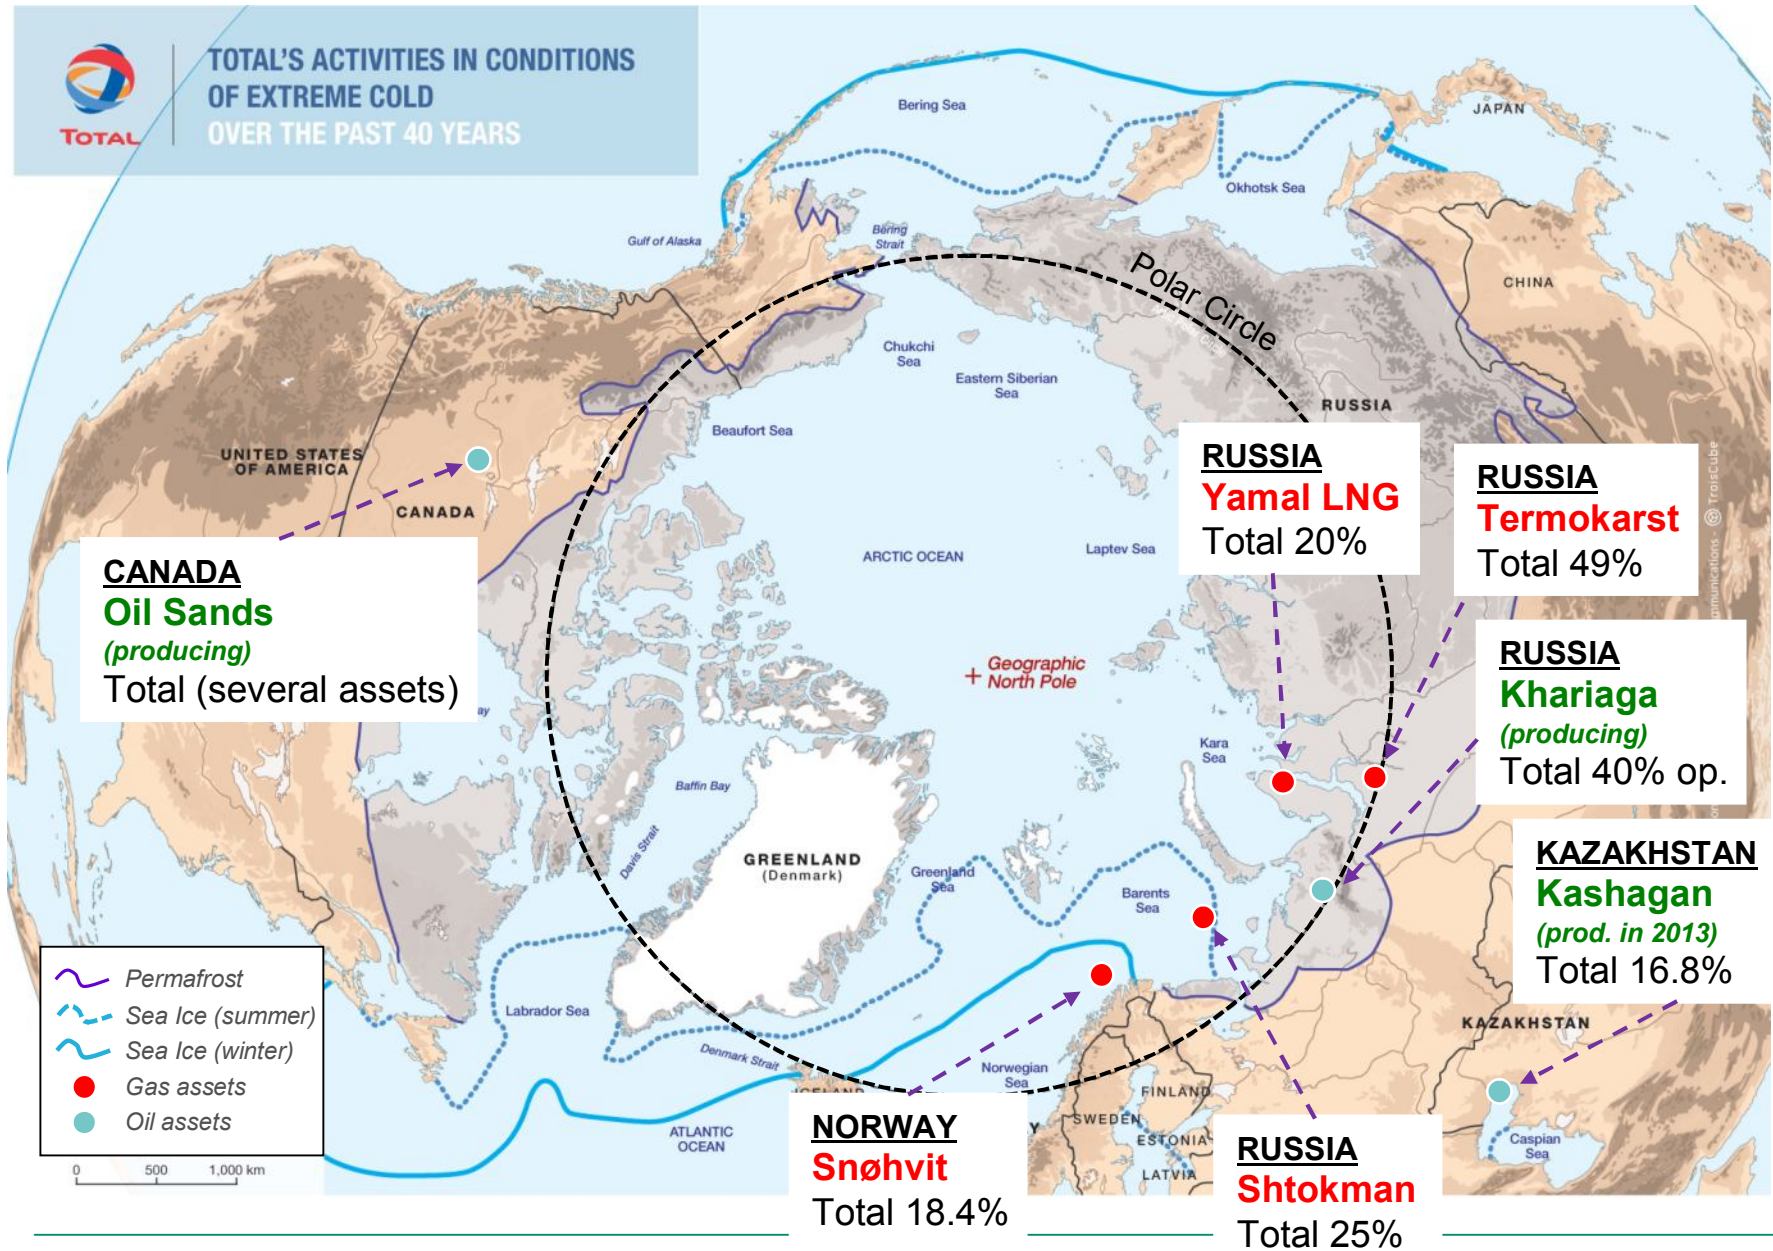 TOTAL
TOTAL'S ACTIVITIES IN CONDITIONS
OF EXTREME COLD
OVER THE PAST 40 YEARS
Bering Sea
JAPAN
Okhotsk Sea
Gulf of Alaska
Bering
Strait
Polar Circle
CHINA
Chukchi
Sea
Eastern Siberian
Sea
RUSSIA
Beaufort Sea
UNITED STATES
OF AMERICA
CANADA
ARCTIC OCEAN
Laptev Sea
RUSSIA
Yamal LNG
Total 20%
RUSSIA
Termokarst
Total 49%
© TroisCube
CANADA
Oil Sands
(producing)
Total (several assets)
Geographic
North Pole
RUSSIA
Khariaga
(producing)
Total 40% op.
Kara
Sea
Baffin Bay
Davis Strait
GREENLAND
(Denmark)
Greenland
Sea
Barents
Sea
KAZAKHSTAN
Kashagan
(prod. in 2013)
Total 16.8%
Permafrost
Sea Ice (summer)
Sea Ice (winter)
Gas assets
Oil assets
0 500 1,000 km
Labrador Sea
Denmark Strait
Norwegian
Sea
ICELAND
ATLANTIC
OCEAN
KAZAKHSTAN
FINLAND
SWEDEN
ESTONIA
LATVIA
Caspian
Sea
NORWAY
Snøhvit
Total 18.4%
RUSSIA
Shtokman
Total 25%